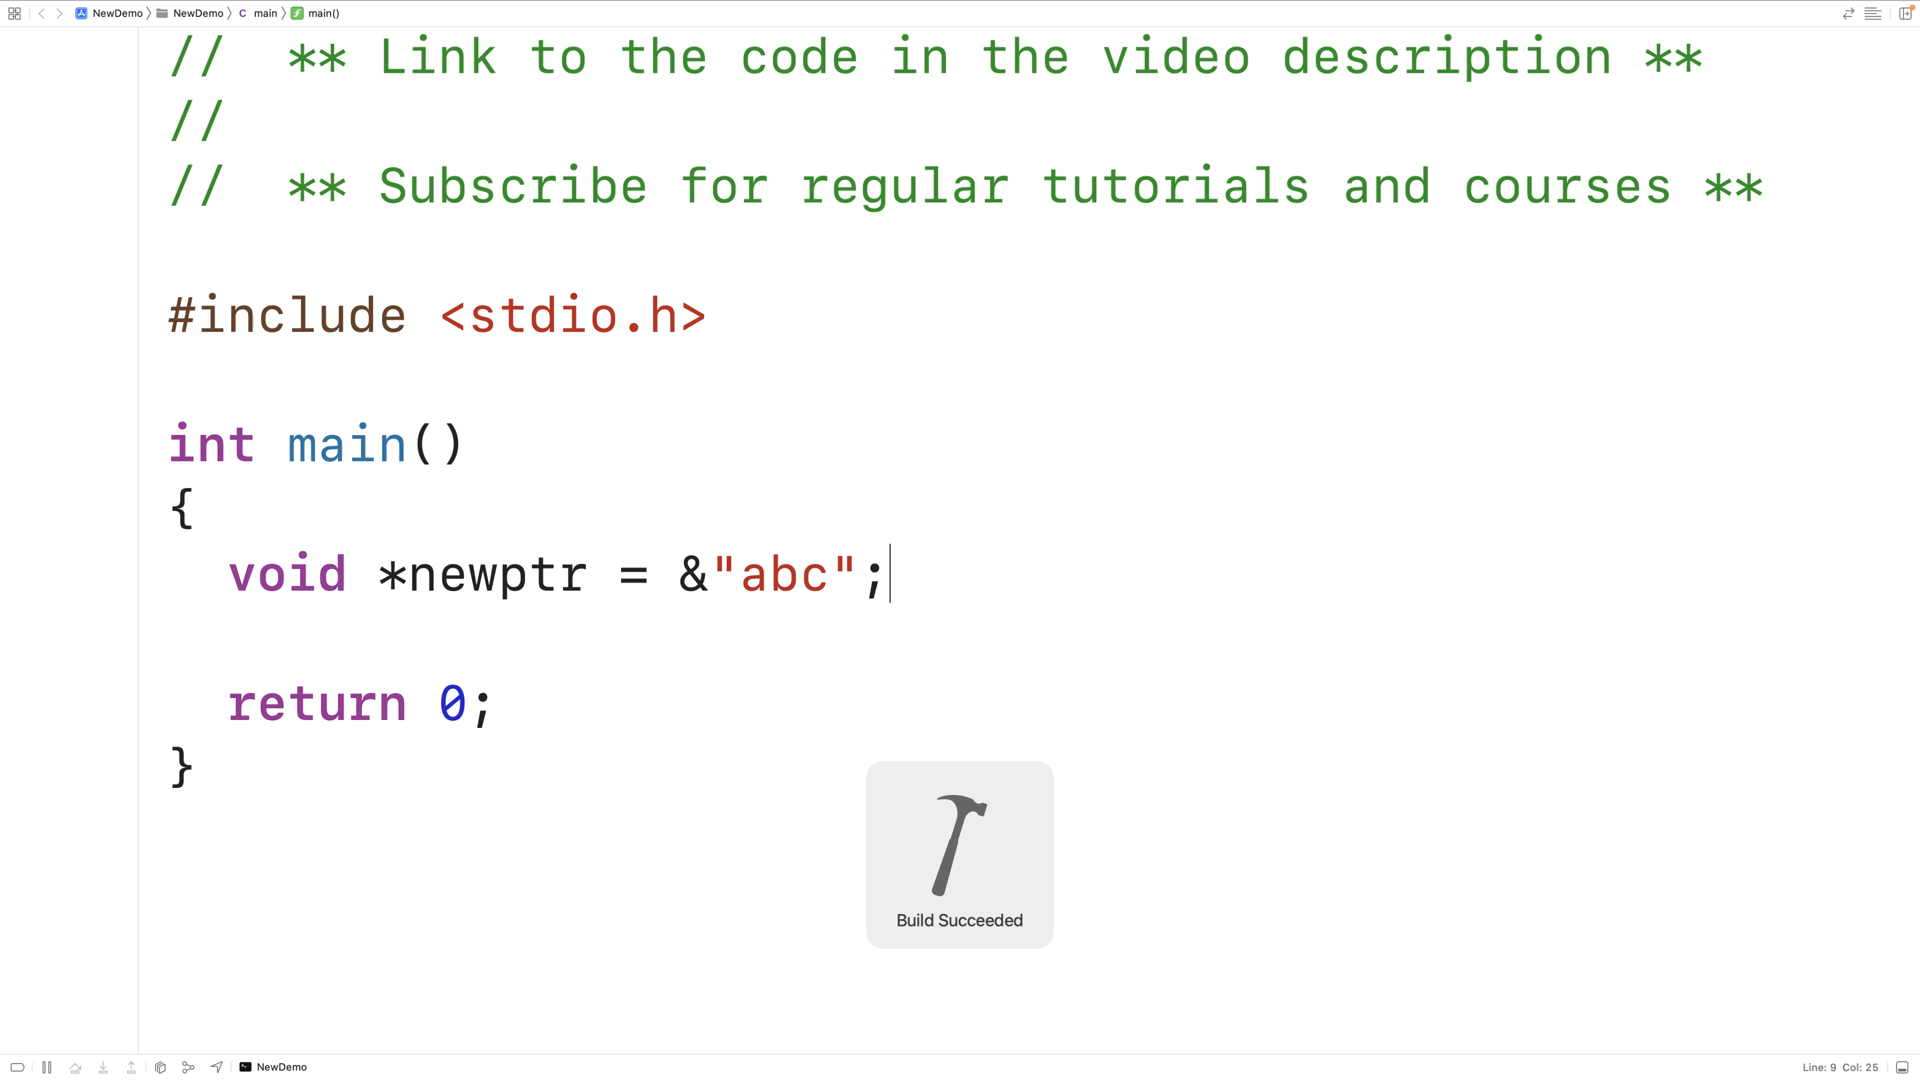 NewDemo NewDemo C main f main()
// ** Link to the code in the video description **
//
// ** Subscribe for regular tutorials and courses **
#include <stdio.h>
int main()
{
void *newptr = &"abc";
return 0;
}
Build Succeeded
NewDemo Line: 9 Col: 25